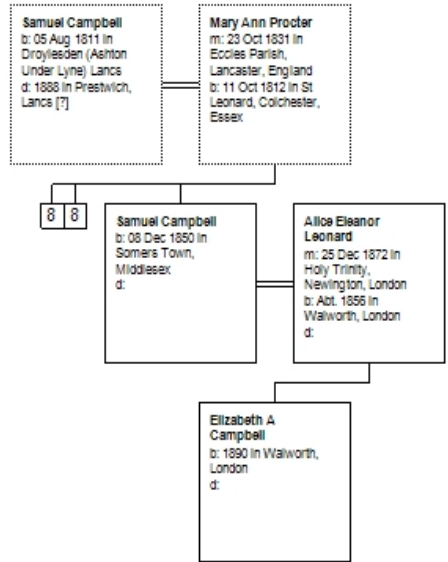 Samuel Campbell
b: 05 Aug 1811 in
Droylesden (Ashton
Under Lyne) Lancs
d: 1888 in Prestwich,
Lancs [?]
Mary Ann Procter
m: 23 Oct 1831 in
Eccles Parish,
Lancaster, England
b: 11 Oct 1812 in St
Leonard, Colchester,
Essex
8 8
Samuel Campbell
b: 08 Dec 1850 in
Somers Town,
Middlesex
d:
Alice Eleanor
Leonard
m: 25 Dec 1872 in
Holy Trinity,
Newington, London
b: Abt. 1856 in
Walworth, London
d:
Elizabeth A
Campbell
b: 1890 in Walworth,
London
d: